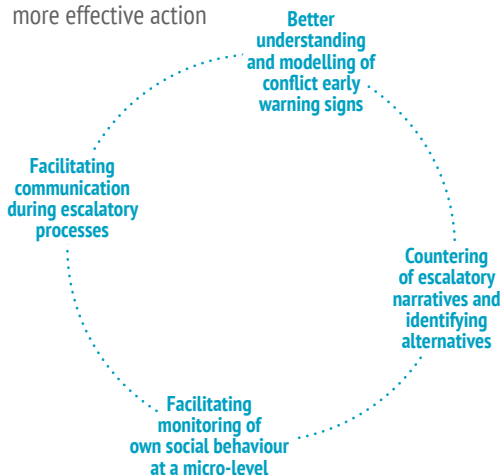 more effective action
Better
understanding
and modelling of
conflict early
warning signs
Facilitating
communication
during escalatory
processes
Countering
of escalatory
narratives and
identifying
alternatives
Facilitating
monitoring of
own social behaviour
at a micro-level